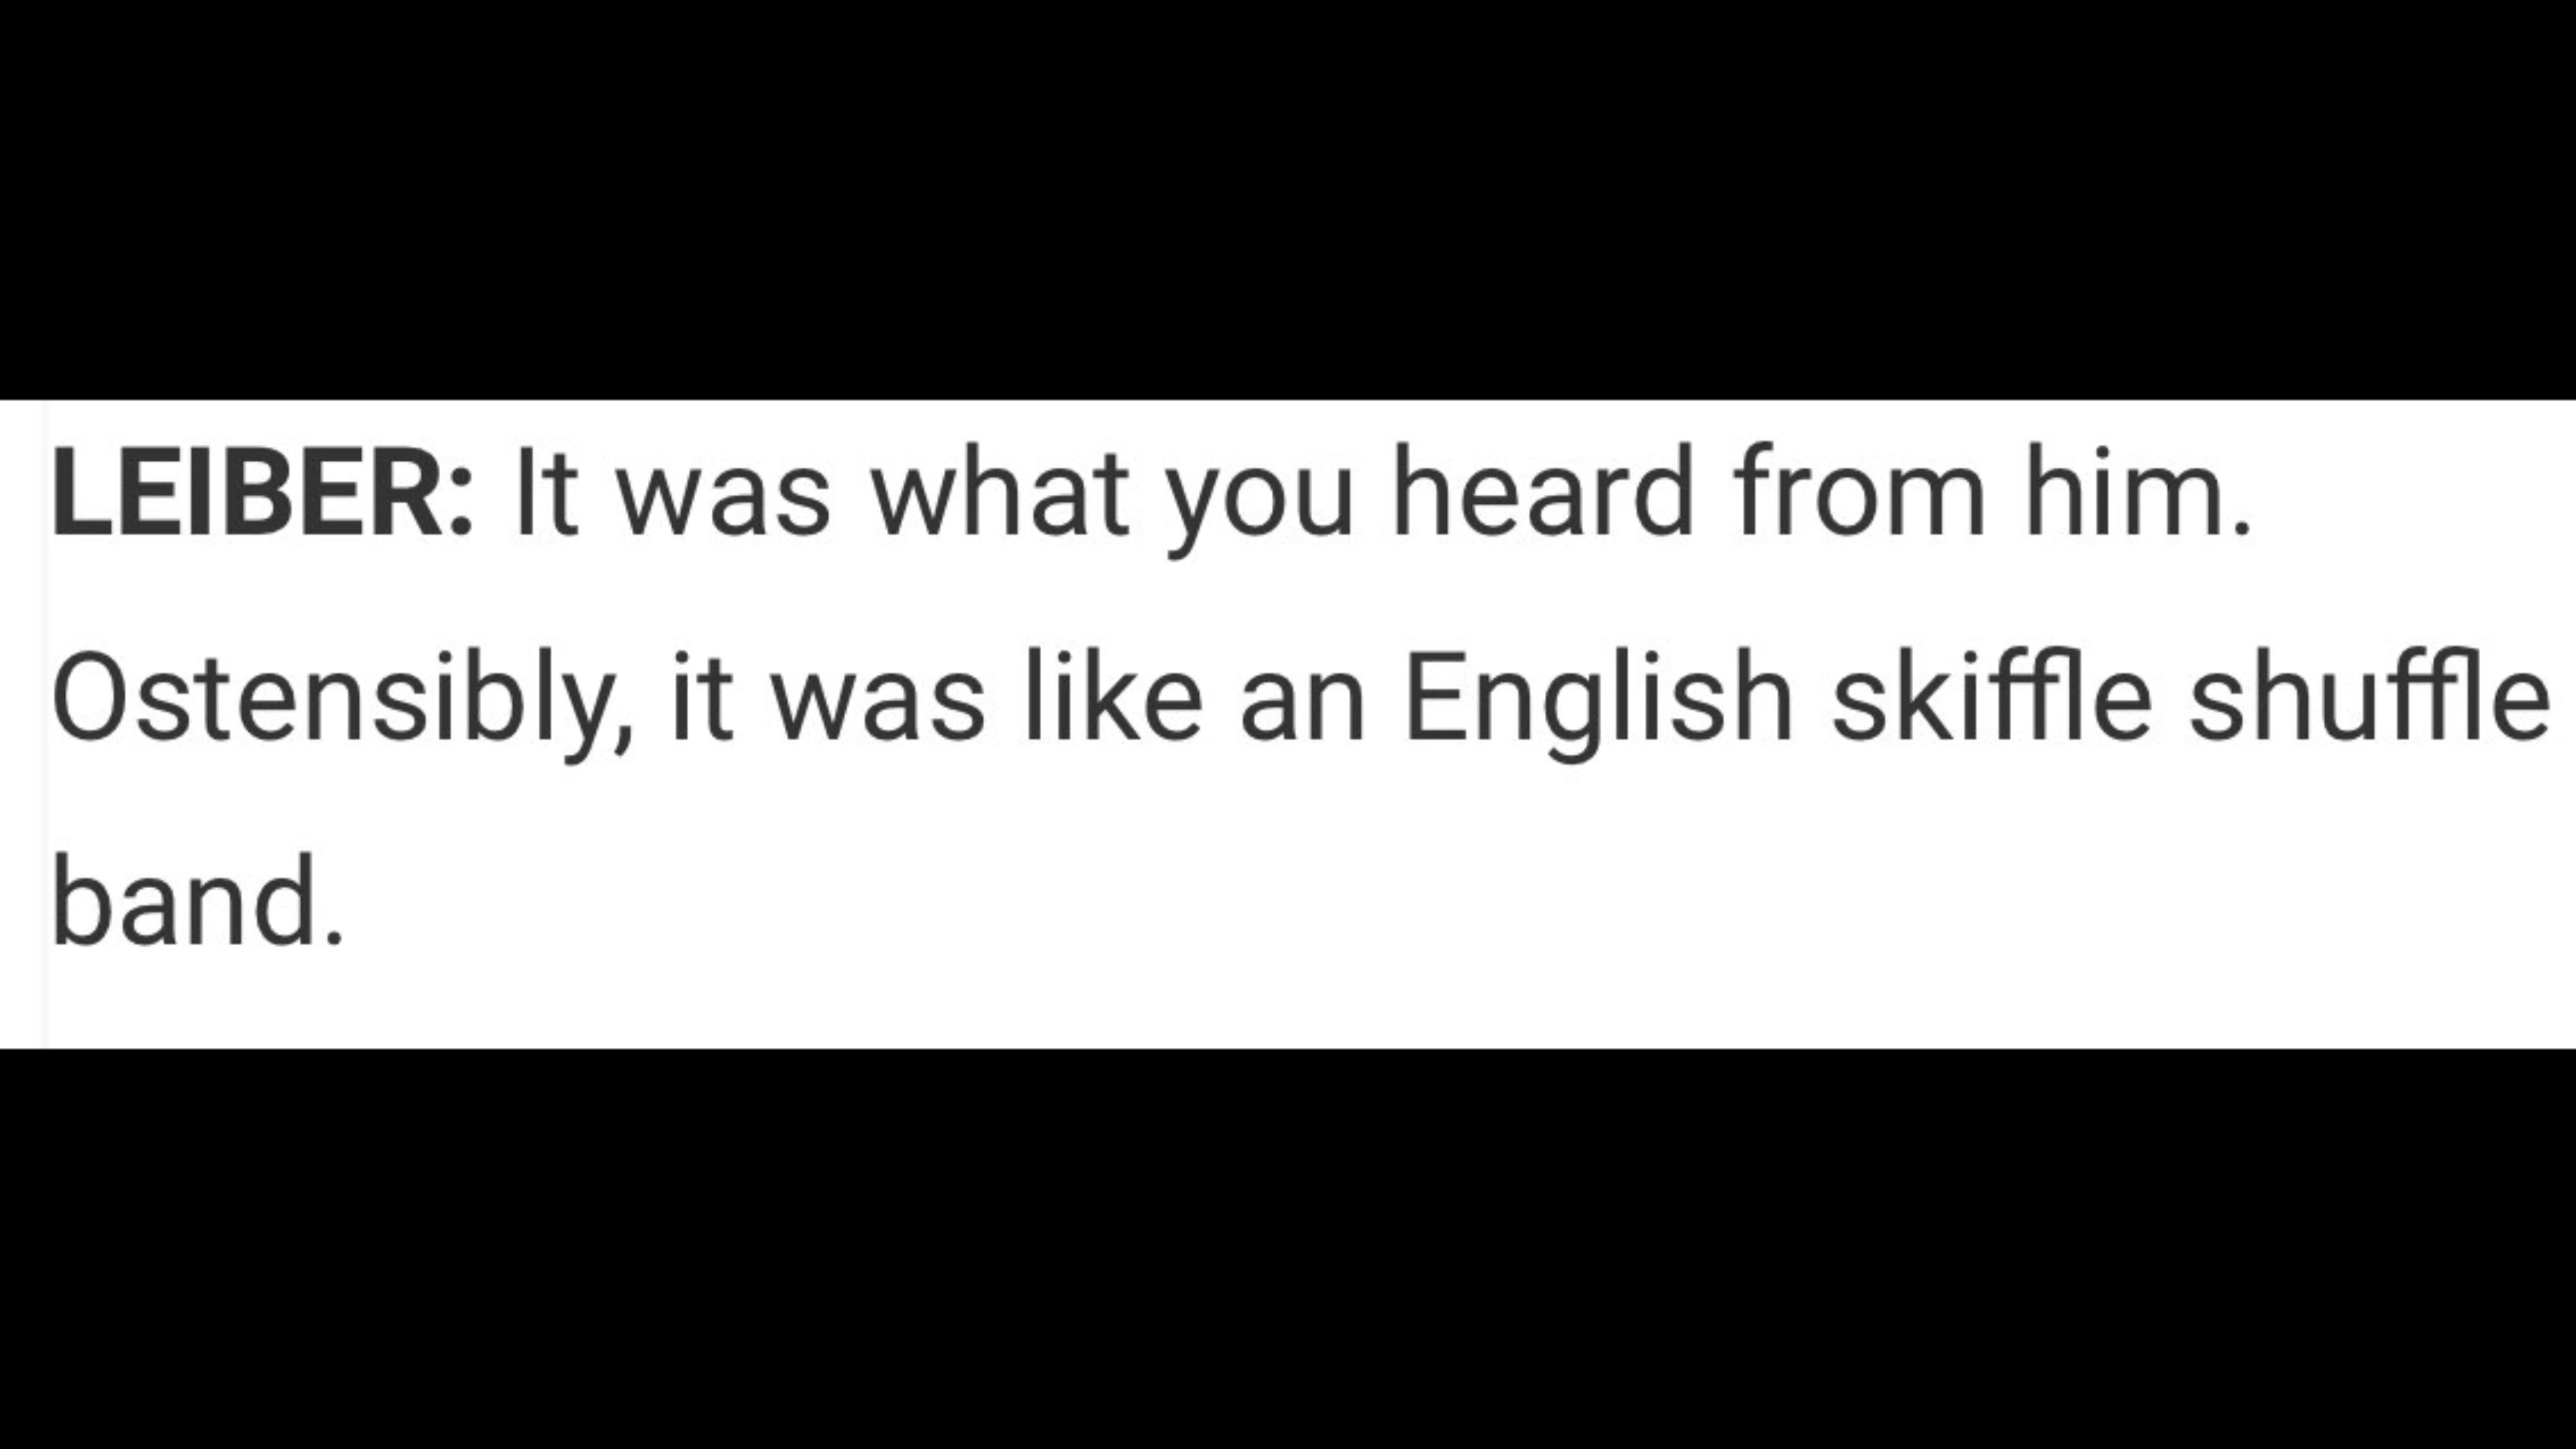 LEIBER: It was what you heard from him.
Ostensibly, it was like an English skiffle shuffle
band.